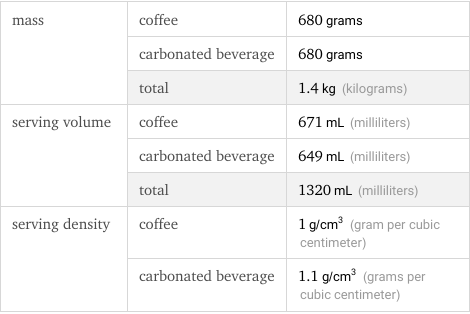 mass coffee 680 grams
carbonated beverage 680 grams
total 1.4 kg (kilograms)
serving volume coffee 671 mL (milliliters)
carbonated beverage 649 mL (milliliters)
total 1320 mL (milliliters)
serving density coffee 1 g/cm³ (gram per cubic
centimeter)
carbonated beverage 1.1 g/cm³ (grams per
cubic centimeter)